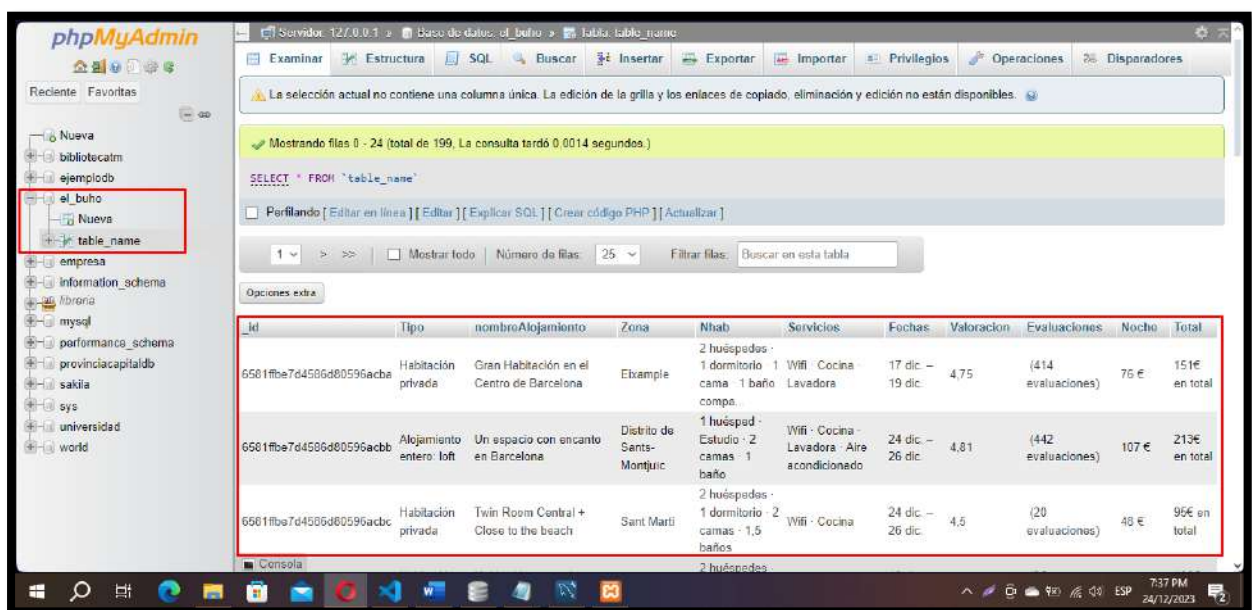 phpMyAdmin
Reciente Favoritas
Nueva
bibliotecatm
ejemplodb
el_buho
Nueva
table_name
empresa
information_schema
libreria
mysql
performance_schema
provinciacapitaldb
sakila
sys
universidad
world
Servidor: 127.0.0.1 » Base de datos: el_buho » Tabla: table_name
Examinar Estructura SQL Buscar Insertar Exportar Importar Privilegios Operaciones Disparadores
La selección actual no contiene una columna única. La edición de la grilla y los enlaces de copiado, eliminación y edición no están disponibles.
Mostrando filas 0 - 24 (total de 199, La consulta tardó 0,0014 segundos.)
SELECT * FROM `table_name`
Perfilando [ Editar en línea ] [ Editar ] [ Explicar SQL ] [ Crear código PHP ] [ Actualizar ]
1 > >> Mostrar todo Número de filas: 25 Filtrar filas: Buscar en esta tabla
Opciones extra
_id Tipo nombreAlojamiento Zona Nhab Servicios Fechas Valoracion Evaluaciones Noche Total
6581ffbe7d4586d80596acba Habitación privada Gran Habitación en el Centro de Barcelona Eixample 2 huéspedes · 1 dormitorio · 1 cama · 1 baño compa... Wifi · Cocina · Lavadora 17 dic. – 19 dic. 4,75 (414 evaluaciones) 76 € 151€ en total
6581ffbe7d4586d80596acbb Alojamiento entero: loft Un espacio con encanto en Barcelona Distrito de Sants-Montjuic 1 huésped · Estudio · 2 camas · 1 baño Wifi · Cocina · Lavadora · Aire acondicionado 24 dic. – 26 dic. 4,81 (442 evaluaciones) 107 € 213€ en total
6581ffbe7d4586d80596acbc Habitación privada Twin Room Central + Close to the beach Sant Martí 2 huéspedes · 1 dormitorio · 2 camas · 1,5 baños Wifi · Cocina 24 dic. – 26 dic. 4,5 (20 evaluaciones) 48 € 95€ en total
2 huéspedes
Consola
ESP
7:37 PM
24/12/2023